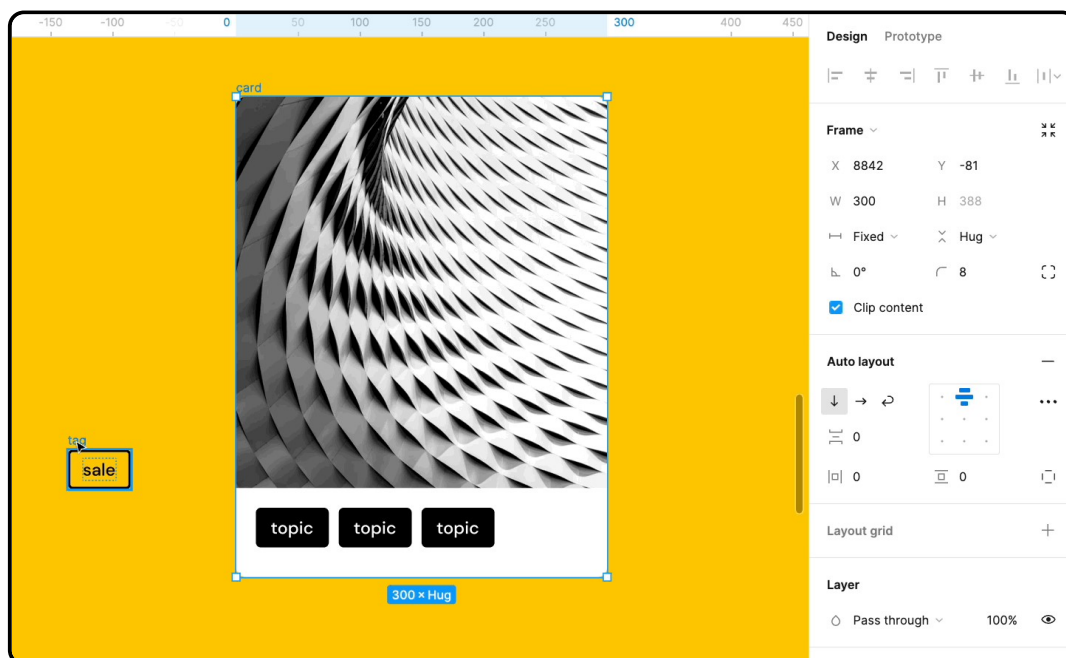 -150 -100 -50 0 50 100 150 200 250 300 400 450
card
tag
sale
topic topic topic
300 × Hug
Design Prototype
Frame
X 8842 Y -81
W 300 H 388
Fixed Hug
0° 8
Clip content
Auto layout
0
0 0
Layout grid
Layer
Pass through 100%